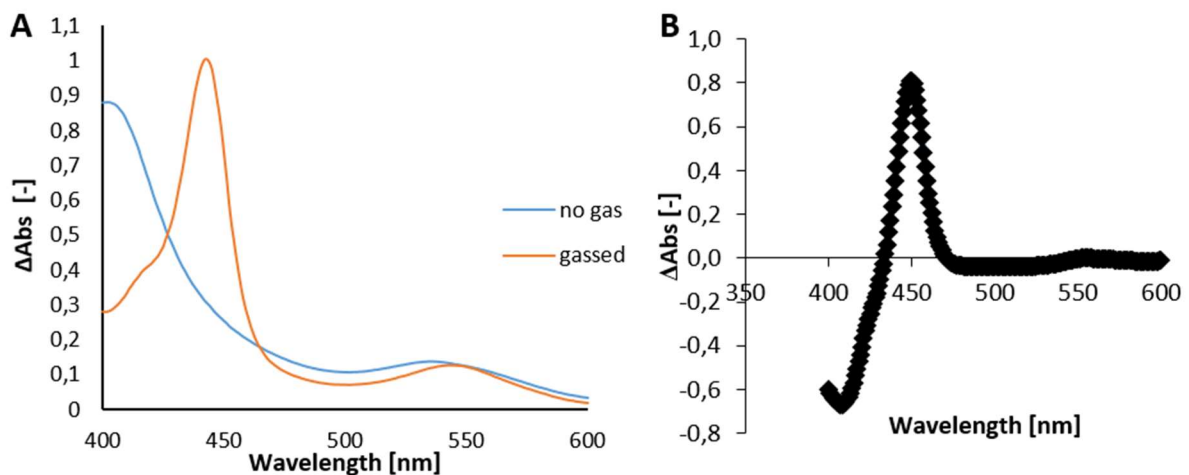 A
ΔAbs [-]
1,1
1
0,9
0,8
0,7
0,6
0,5
0,4
0,3
0,2
0,1
0
400 450 500 550 600
Wavelength [nm]
no gas
gassed
B
ΔAbs [-]
1,0
0,8
0,6
0,4
0,2
0,0
-0,2
-0,4
-0,6
-0,8
350 400 450 500 550 600
Wavelength [nm]